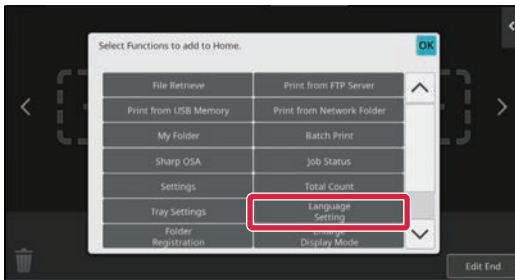 Select Functions to add to Home.
OK
File Retrieve
Print from FTP Server
Print from USB Memory
Print from Network Folder
My Folder
Batch Print
Sharp OSA
Job Status
Settings
Total Count
Tray Settings
Language
Setting
Folder
Registration
Enlarge
Display Mode
Edit End